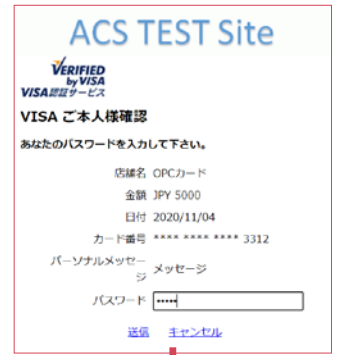 ACS TEST Site
VERIFIED
by VISA
VISA認証サービス
VISA ご本人様確認
あなたのパスワードを入力して下さい。
店舗名 OPCカード
金額 JPY 5000
日付 2020/11/04
カード番号 **** **** **** 3312
パーソナルメッセー
ジ メッセージ
パスワード •••••
送信 キャンセル